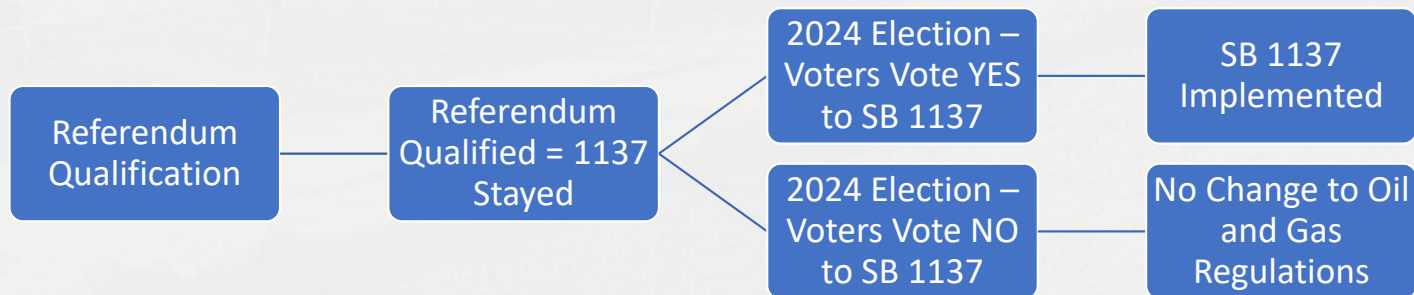 Referendum
Qualification
Referendum
Qualified = 1137
Stayed
2024 Election –
Voters Vote YES
to SB 1137
SB 1137
Implemented
2024 Election –
Voters Vote NO
to SB 1137
No Change to Oil
and Gas
Regulations